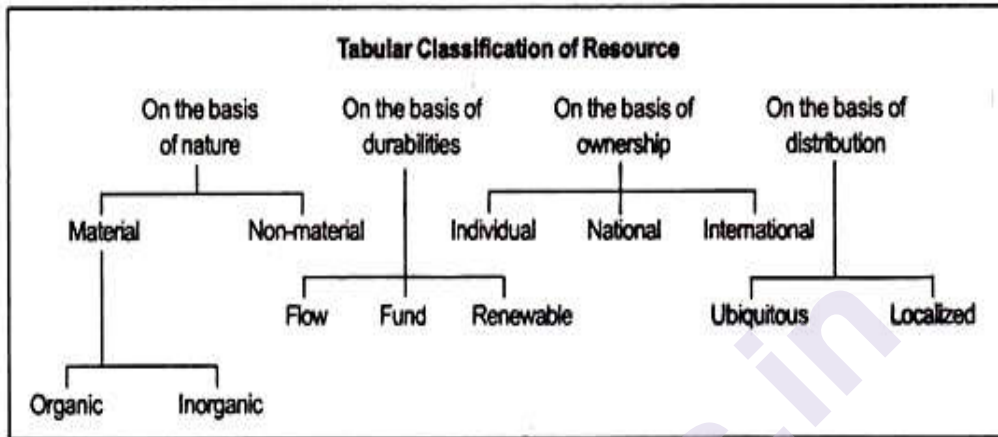 Tabular Classification of Resource
On the basis
of nature
On the basis of
durabilities
On the basis of
ownership
On the basis of
distribution
Material
Non-material
Individual
National
International
Flow
Fund
Renewable
Ubiquitous
Localized
Organic
Inorganic